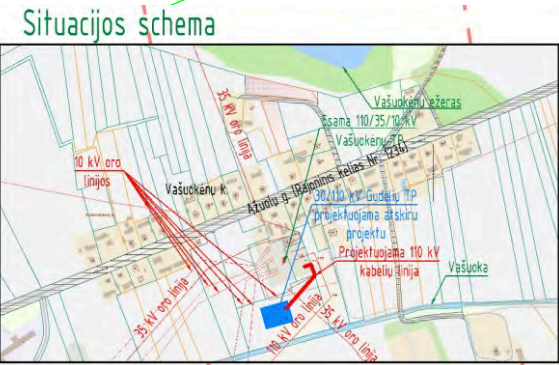 Situacijos schema
Vašuokėnų ežeras
35 kV oro linija
Esama 110/35/10 kV
Vašuokėnų TP
10 kV oro
linijos
Vašuokėnų k.
Ąžuolų g. (Rajoninis kelias Nr. 1234)
30/110 kV Gudelių TP
projektuojama atskiru
projektu
Projektuojama 110 kV
kabelių linija
Vašuoka
35 kV oro linija
110 kV oro linija
35 kV oro linija